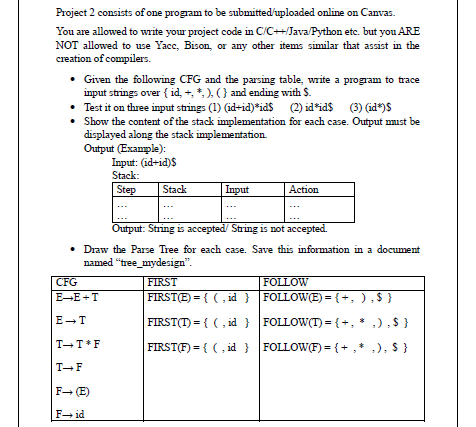 Project 2 consists of one program to be submitted/uploaded online on Canvas.
You are allowed to write your project code in C/C++/Java/Python etc. but you ARE
NOT allowed to use Yacc, Bison, or any other items similar that assist in the
creation of compilers.
• Given the following CFG and the parsing table, write a program to trace
input strings over { id, +, *, ), ( } and ending with $.
• Test it on three input strings (1) (id+id)*id$ (2) id*id$ (3) (id*)$
• Show the content of the stack implementation for each case. Output must be
displayed along the stack implementation.
Output (Example):
Input: (id+id)$
Stack:
Step Stack Input Action
... ... ... ...
... ... ... ...
Output: String is accepted/ String is not accepted.
• Draw the Parse Tree for each case. Save this information in a document
named “tree_mydesign”.
CFG FIRST FOLLOW
E→E + T FIRST(E) = { ( , id } FOLLOW(E) = { +, ) , $ }
E→ T FIRST(T) = { ( , id } FOLLOW(T) = { +, * ,) , $ }
T→ T * F FIRST(F) = { ( , id } FOLLOW(F) = { + , * ,), $ }
T→ F
F→ (E)
F→ id